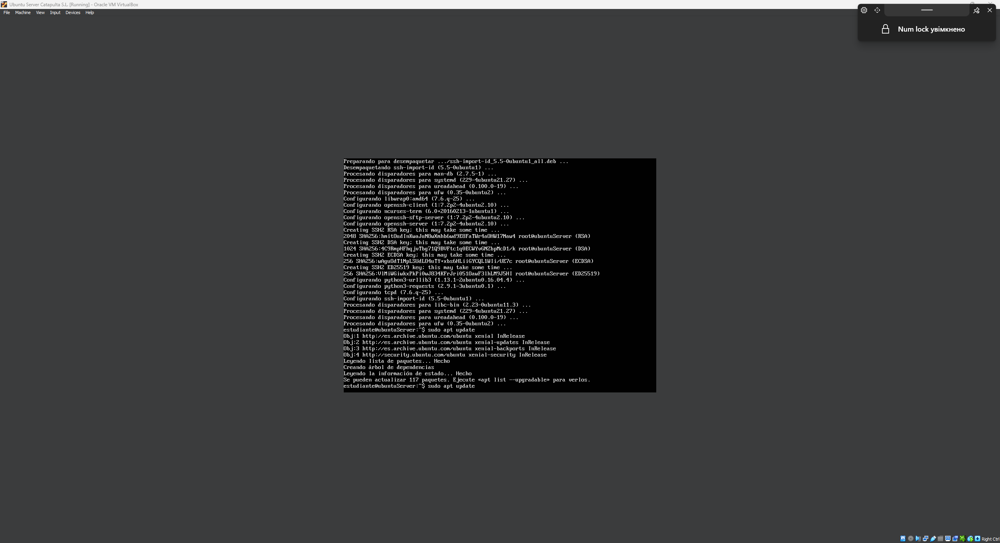 Ubuntu Server Catapulta S.L. [Running] - Oracle VM VirtualBox
File Machine View Input Devices Help
Num lock увімкнено
Preparando para desempaquetar .../ssh-import-id_5.5-0ubuntu1_all.deb ...
Desempaquetando ssh-import-id (5.5-0ubuntu1) ...
Procesando disparadores para man-db (2.7.5-1) ...
Procesando disparadores para systemd (229-4ubuntu21.27) ...
Procesando disparadores para ureadahead (0.100.0-19) ...
Procesando disparadores para ufw (0.35-0ubuntu2) ...
Configurando libwrap0:amd64 (7.6.q-25) ...
Configurando openssh-client (1:7.2p2-4ubuntu2.10) ...
Configurando ncurses-term (6.0+20160213-1ubuntu1) ...
Configurando openssh-sftp-server (1:7.2p2-4ubuntu2.10) ...
Configurando openssh-server (1:7.2p2-4ubuntu2.10) ...
Creating SSH2 RSA key; this may take some time ...
2048 SHA256:hmitOudInKwaJuN8wXmhb6wd9E8FaTWr4aOHW17Naw4 root@ubuntuServer (RSA)
Creating SSH2 DSA key; this may take some time ...
1024 SHA256:4C9RmpHFhqjvTbg71Q9BVFtc1q0ECWYvGNZbpMcD1/k root@ubuntuServer (DSA)
Creating SSH2 ECDSA key; this may take some time ...
256 SHA256:wAguOdT1NpLSUdLO4uTY+xbs6HLiiGYCQL1WIi/UE7c root@ubuntuServer (ECDSA)
Creating SSH2 ED25519 key; this may take some time ...
256 SHA256:VlMiWGiwkxPkPi0wJ834KFrJri051OawF3lhLM9J5HI root@ubuntuServer (ED25519)
Configurando python3-urllib3 (1.13.1-2ubuntu0.16.04.4) ...
Configurando python3-requests (2.9.1-3ubuntu0.1) ...
Configurando tcpd (7.6.q-25) ...
Configurando ssh-import-id (5.5-0ubuntu1) ...
Procesando disparadores para libc-bin (2.23-0ubuntu11.3) ...
Procesando disparadores para systemd (229-4ubuntu21.27) ...
Procesando disparadores para ureadahead (0.100.0-19) ...
Procesando disparadores para ufw (0.35-0ubuntu2) ...
estudiante@ubuntuServer:~$ sudo apt update
Obj:1 http://es.archive.ubuntu.com/ubuntu xenial InRelease
Obj:2 http://es.archive.ubuntu.com/ubuntu xenial-updates InRelease
Obj:3 http://es.archive.ubuntu.com/ubuntu xenial-backports InRelease
Obj:4 http://security.ubuntu.com/ubuntu xenial-security InRelease
Leyendo lista de paquetes... Hecho
Creando árbol de dependencias
Leyendo la información de estado... Hecho
Se pueden actualizar 117 paquetes. Ejecute «apt list --upgradable» para verlos.
estudiante@ubuntuServer:~$ sudo apt update
Right Ctrl